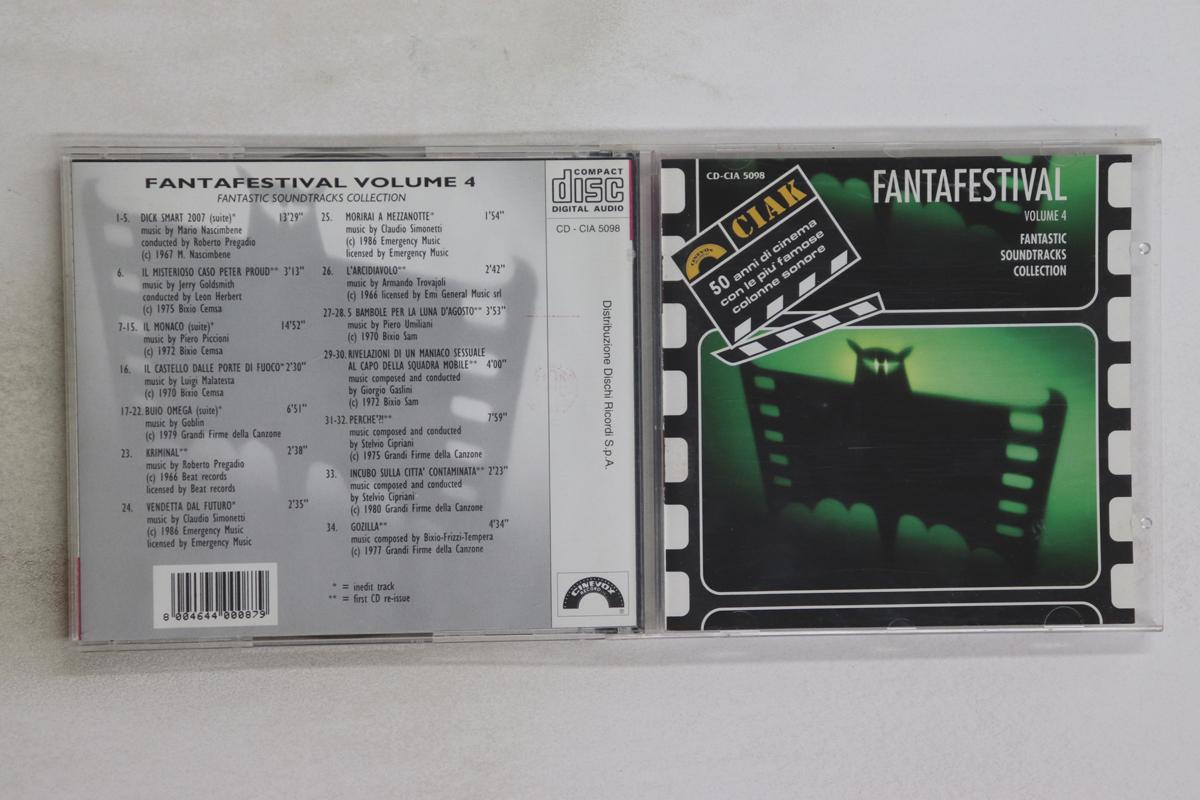 FANTAFESTIVAL VOLUME 4
FANTASTIC SOUNDTRACKS COLLECTION
1-5. DICK SMART 2007 (suite)* 13'29"
music by Mario Nascimbene
conducted by Roberto Pregadio
(c) 1967 M. Nascimbene
6. IL MISTERIOSO CASO PETER PROUD** 3'13"
music by Jerry Goldsmith
conducted by Leon Herbert
(c) 1975 Bixio Cemsa
7-15. IL MONACO (suite)* 14'52"
music by Piero Piccioni
(c) 1972 Bixio Cemsa
16. IL CASTELLO DALLE PORTE DI FUOCO* 2'30"
music by Luigi Malatesta
(c) 1970 Bixio Cemsa
17-22. BUIO OMEGA (suite)* 6'51"
music by Goblin
(c) 1979 Grandi Firme della Canzone
23. KRIMINAL** 2'38"
music by Roberto Pregadio
(c) 1966 Beat records
licensed by Beat records
24. VENDETTA DAL FUTURO* 2'35"
music by Claudio Simonetti
(c) 1986 Emergency Music
licensed by Emergency Music
25. MORIRAI A MEZZANOTTE* 1'54"
music by Claudio Simonetti
(c) 1986 Emergency Music
licensed by Emergency Music
26. L'ARCIDIAVOLO** 2'42"
music by Armando Trovajoli
(c) 1966 licensed by Emi General Music srl
27-28. 5 BAMBOLE PER LA LUNA D'AGOSTO** 3'53"
music by Piero Umiliani
(c) 1970 Bixio Sam
29-30. RIVELAZIONI DI UN MANIACO SESSUALE
AL CAPO DELLA SQUADRA MOBILE** 4'00"
music composed and conducted
by Giorgio Gaslini
(c) 1972 Bixio Sam
31-32. PERCHE'?!** 7'59"
music composed and conducted
by Stelvio Cipriani
(c) 1975 Grandi Firme della Canzone
33. INCUBO SULLA CITTA' CONTAMINATA** 2'23"
music composed and conducted
by Stelvio Cipriani
(c) 1980 Grandi Firme della Canzone
34. GOZILLA** 4'34"
music composed by Bixio-Frizzi-Tempera
(c) 1977 Grandi Firme della Canzone
* = inedit track
** = first CD re-issue
8 004644 000879
COMPACT
disc
DIGITAL AUDIO
CD - CIA 5098
Distribuzione Dischi Ricordi S.p.A.
CINEVOX
RECORD
CD-CIA 5098
CINEVOX
CIAK
50 anni di cinema
con le piu' famose
colonne sonore
FANTAFESTIVAL
VOLUME 4
FANTASTIC
SOUNDTRACKS
COLLECTION